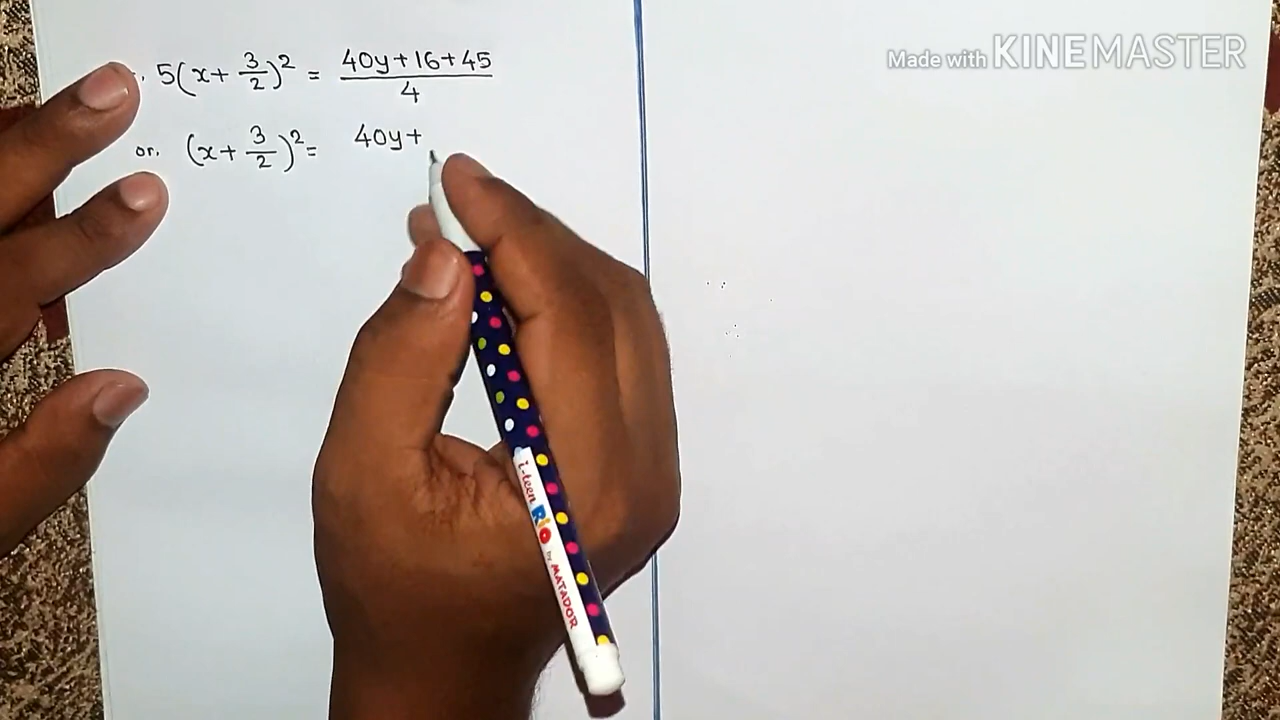 Made with KINEMASTER
5(x + 3/2)² = (40y + 16 + 45)/4
or. (x + 3/2)² = 40y +
i-teen RIO by MATADOR